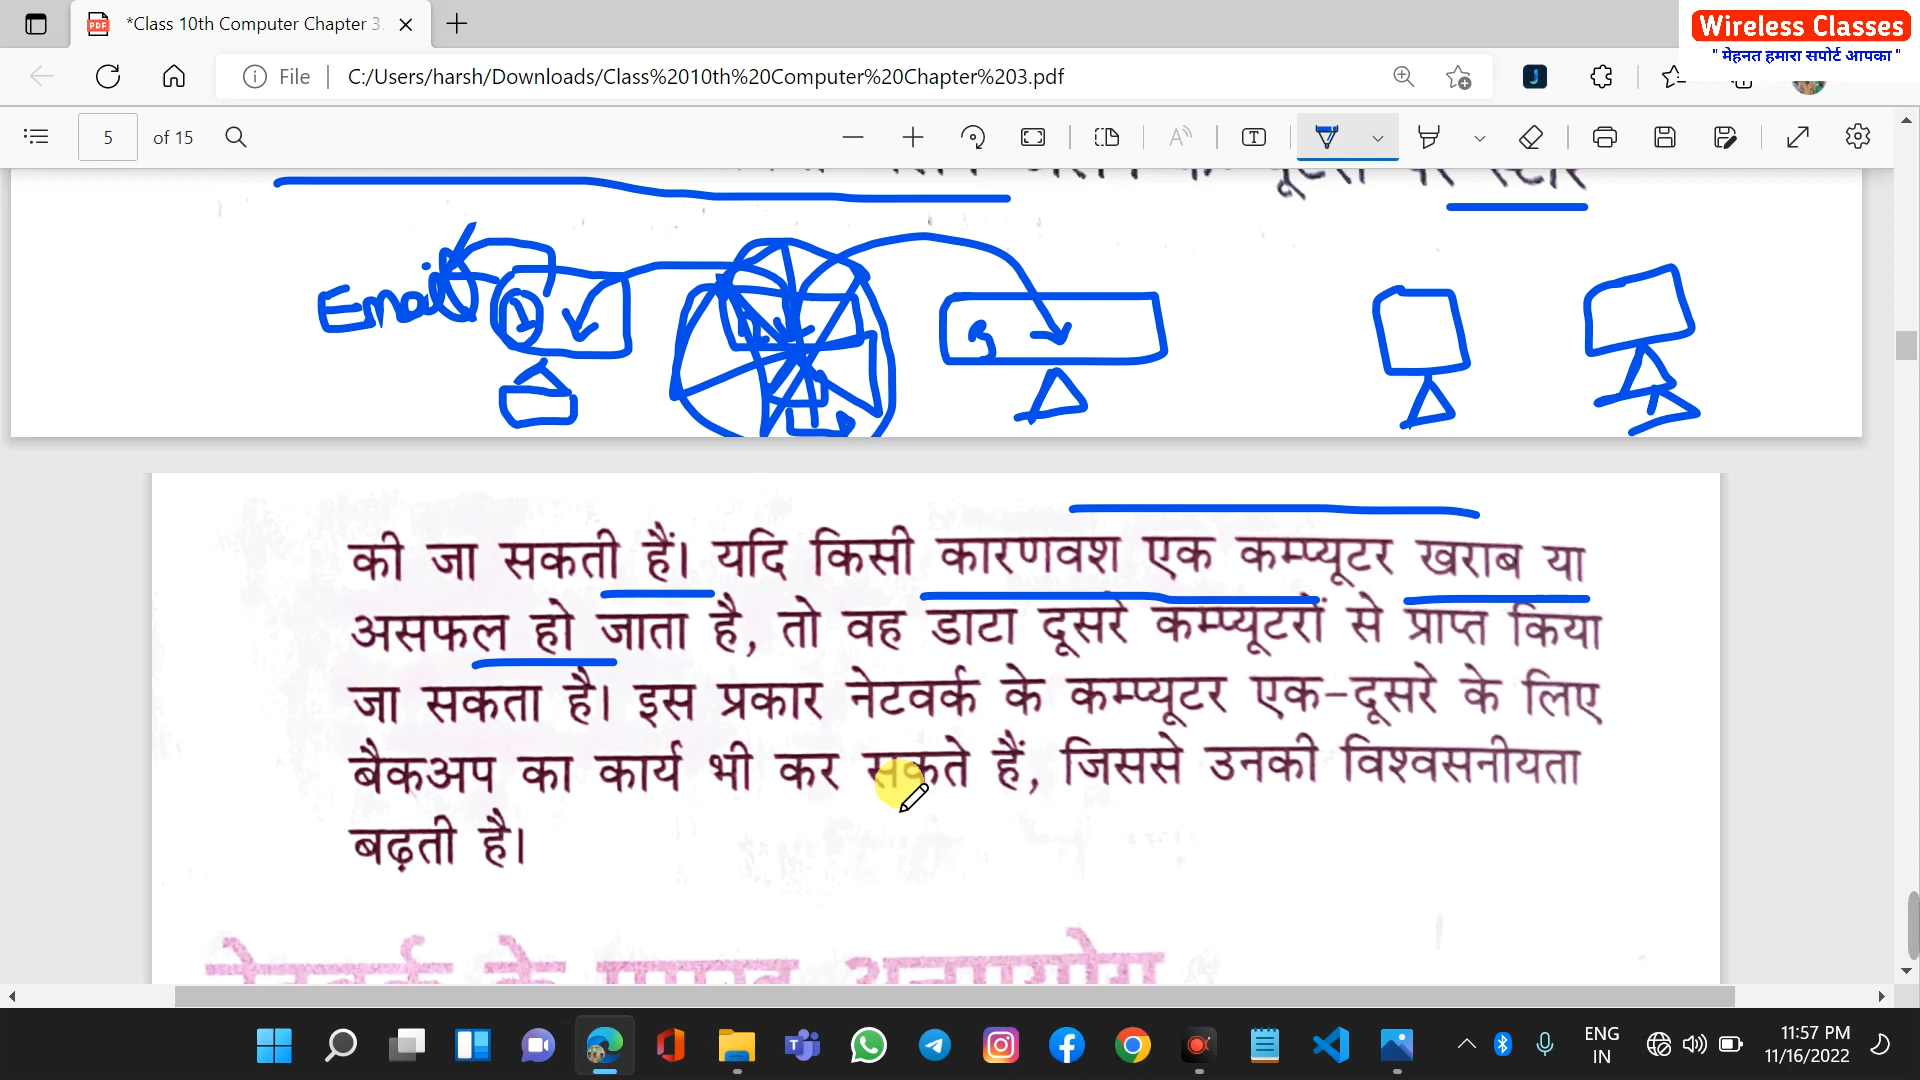 *Class 10th Computer Chapter 3.
Wireless Classes
" मेहनत हमारा सपोर्ट आपका "
File
C:/Users/harsh/Downloads/Class%2010th%20Computer%20Chapter%203.pdf
5 of 15
स्टोर
Email
की जा सकती हैं। यदि किसी कारणवश एक कम्प्यूटर खराब या
असफल हो जाता है, तो वह डाटा दूसरे कम्प्यूटरों से प्राप्त किया
जा सकता है। इस प्रकार नेटवर्क के कम्प्यूटर एक-दूसरे के लिए
बैकअप का कार्य भी कर सकते हैं, जिससे उनकी विश्वसनीयता
बढ़ती है।
ENG
IN
11:57 PM
11/16/2022